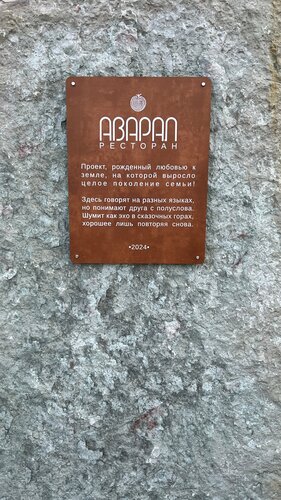 АВАРАЛ
РЕСТОРАН
Проект, рожденный любовью к
земле, на которой выросло
целое поколение семьи!
Здесь говорят на разных языках,
но понимают друга с полуслова.
Шумит как эхо в сказочных горах,
хорошее лишь повторяя снова.
•2024•